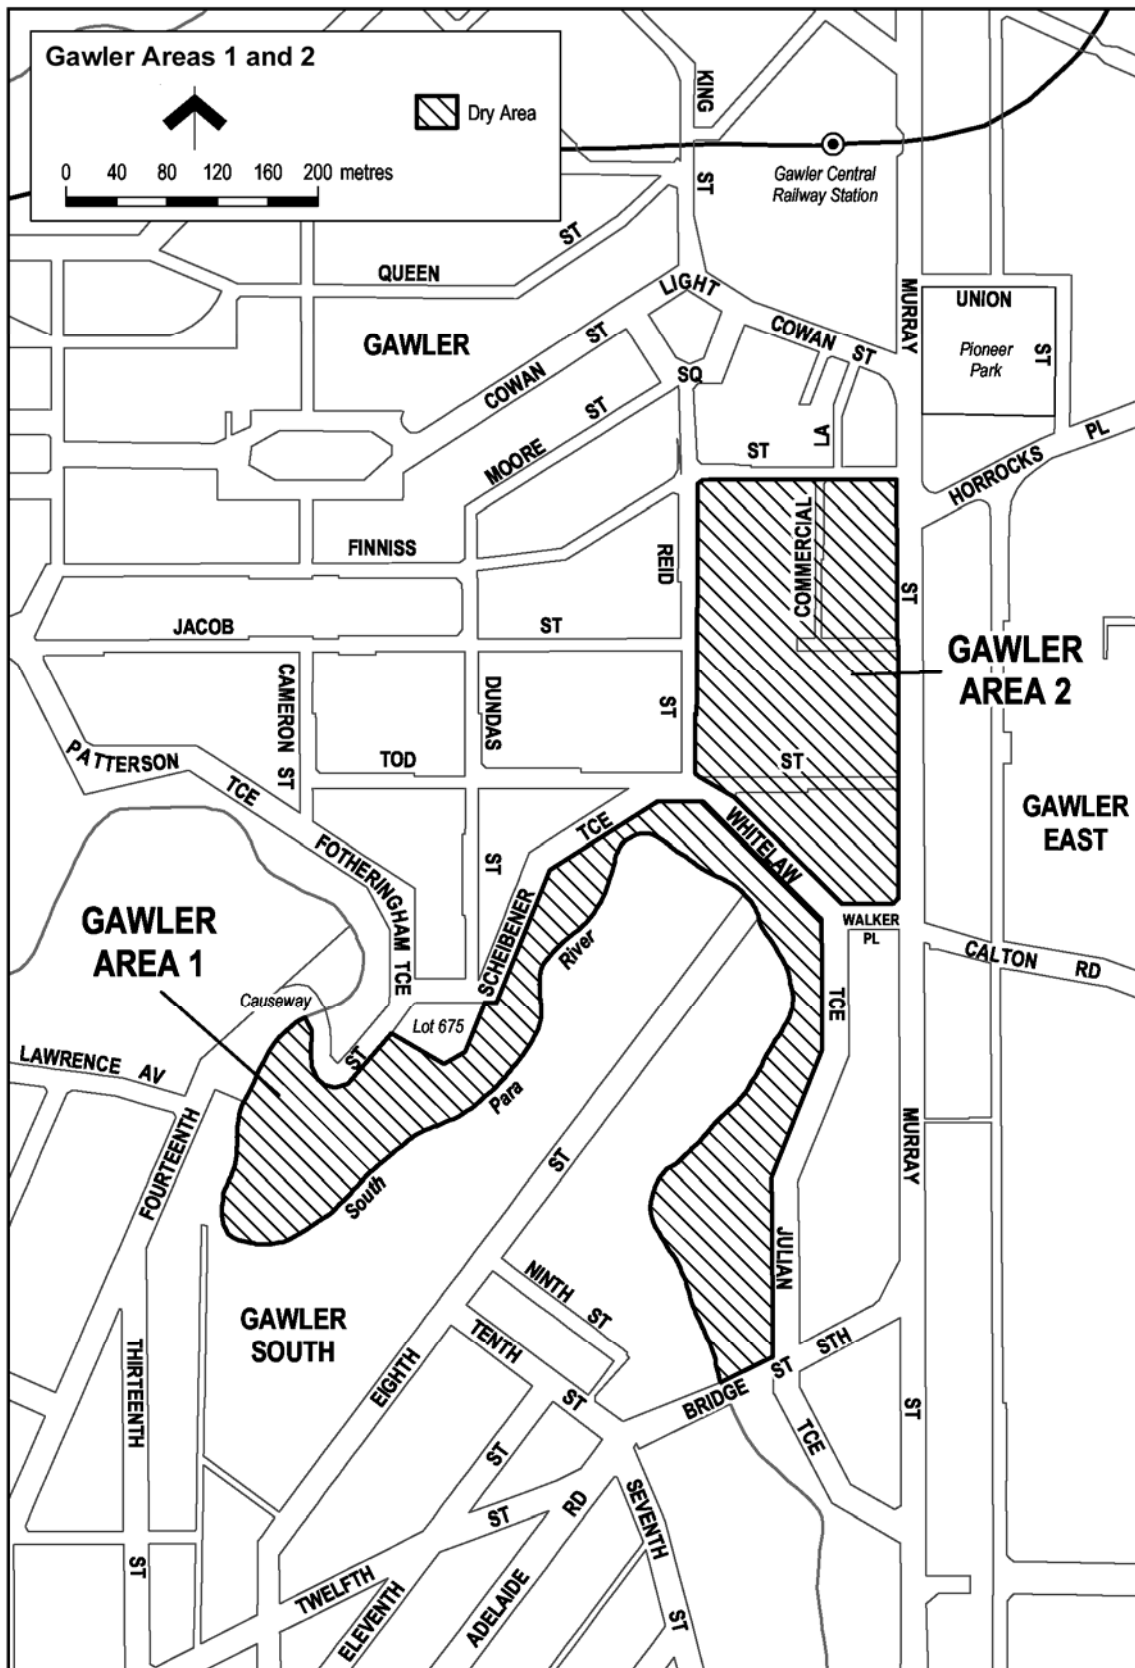 Gawler Areas 1 and 2
Dry Area
0 40 80 120 160 200 metres
KING
ST
Gawler Central
Railway Station
QUEEN
ST
LIGHT
SQ
MURRAY
UNION
ST
Pioneer
Park
GAWLER
COWAN
ST
COWAN
ST
MOORE
ST
ST
LA
HORROCKS
PL
FINNISS
REID
COMMERCIAL
ST
JACOB
ST
GAWLER
AREA 2
CAMERON ST
DUNDAS
ST
PATTERSON
TCE
TOD
ST
GAWLER
EAST
FOTHERINGHAM TCE
ST
TCE
WHITELAW
GAWLER
AREA 1
SCHEIBENER
River
WALKER
PL
CALTON RD
Causeway
Lot 675
TCE
LAWRENCE AV
ST
Para
FOURTEENTH
ST
MURRAY
South
JULIAN
GAWLER
SOUTH
NINTH
ST
TENTH
ST
THIRTEENTH
EIGHTH
BRIDGE
ST
STH
ST
TCE
ST
SEVENTH
ST
RD
ST
TWELFTH
ELEVENTH
ADELAIDE
ST